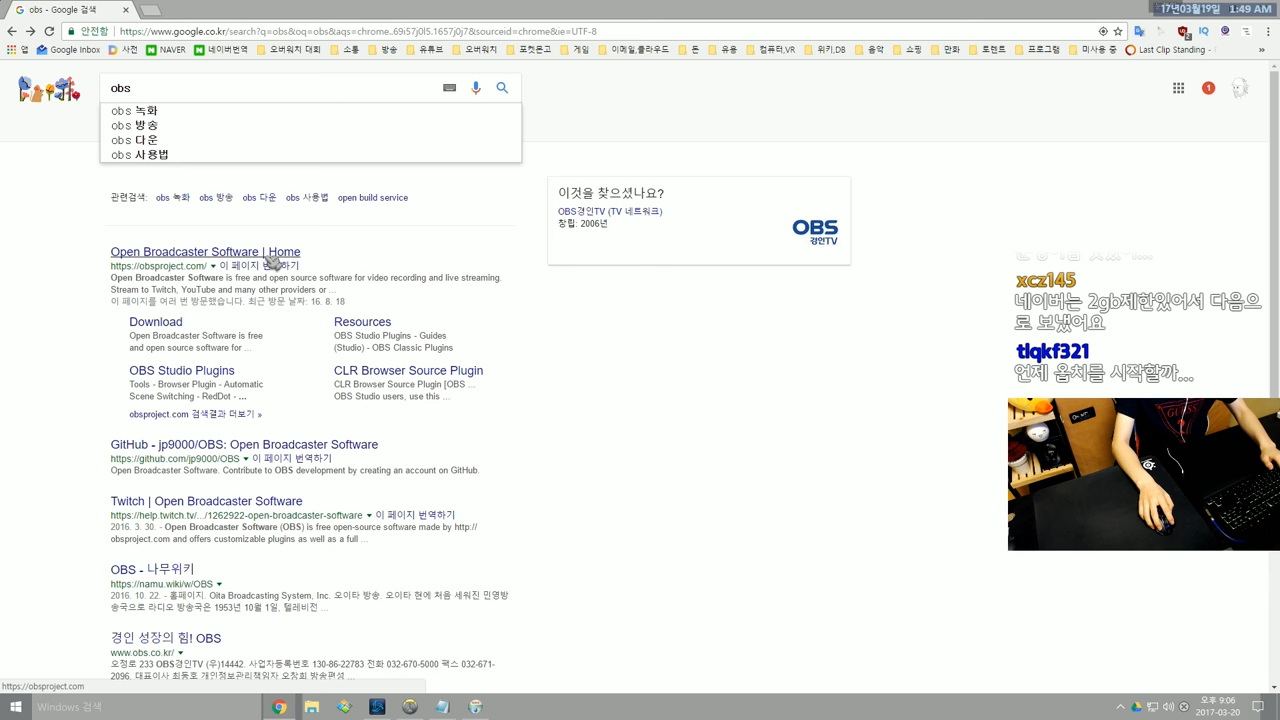 obs - Google 검색
17년03월19일 1:49 AM
안전함 https://www.google.co.kr/search?q=obs&oq=obs&aqs=chrome..69i57j0l5.1657j0j7&sourceid=chrome&ie=UTF-8
앱 Google Inbox 사전 NAVER 네이버번역 오버워치 대회 소통 방송 유튜브 오버워치 포켓몬고 게임 이메일,클라우드 돈 유용 컴퓨터,VR 위키,DB 음악 쇼핑 만화 토렌트 프로그램 미사용 중 Last Clip Standing -
obs
1
obs 녹화
obs 방송
obs 다운
obs 사용법
관련검색: obs 녹화 obs 방송 obs 다운 obs 사용법 open build service
이것을 찾으셨나요?
OBS경인TV (TV 네트워크)
창립: 2006년
OBS
경인TV
Open Broadcaster Software | Home
https://obsproject.com/ 이 페이지 번역하기
Open Broadcaster Software is free and open source software for video recording and live streaming.
Stream to Twitch, YouTube and many other providers or ...
이 페이지를 여러 번 방문했습니다. 최근 방문 날짜: 16. 8. 18
Download
Open Broadcaster Software is free
and open source software for ...
Resources
OBS Studio Plugins - Guides
(Studio) - OBS Classic Plugins
OBS Studio Plugins
Tools - Browser Plugin - Automatic
Scene Switching - RedDot - ...
CLR Browser Source Plugin
CLR Browser Source Plugin [OBS ...
OBS Studio users, use this ...
obsproject.com 검색결과 더보기 »
GitHub - jp9000/OBS: Open Broadcaster Software
https://github.com/jp9000/OBS 이 페이지 번역하기
Open Broadcaster Software. Contribute to OBS development by creating an account on GitHub.
Twitch | Open Broadcaster Software
https://help.twitch.tv/.../1262922-open-broadcaster-software 이 페이지 번역하기
2016. 3. 30. - Open Broadcaster Software (OBS) is free open-source software made by http://
obsproject.com and offers customizable plugins as well as a full ...
OBS - 나무위키
https://namu.wiki/w/OBS
2016. 10. 22. - 홈페이지. Oita Broadcasting System, Inc. 오이타 방송. 오이타 현에 처음 세워진 민영방
송국으로 라디오 방송국은 1953년 10월 1일, 텔레비전 ...
경인 성장의 힘! OBS
www.obs.co.kr/
오정로 233 OBS경인TV (우)14442. 사업자등록번호 130-86-22783 전화 032-670-5000 팩스 032-671-
2096. 대표이사 최동호 개인정보관리책임자 오창희 방송편성 ...
xcz145
네이버는 2gb제한있어서 다음으
로 보냈어요
tlqkf321
언제 옵치를 시작할까...
https://obsproject.com
Windows 검색
오후 9:06
2017-03-20